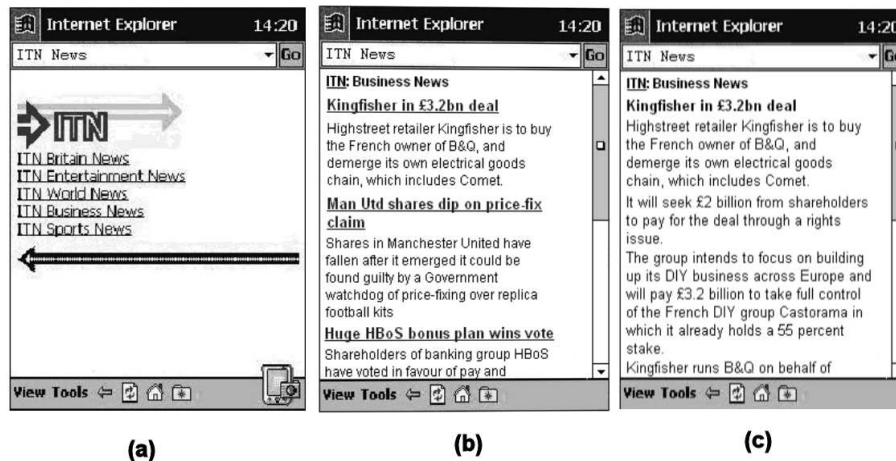 Internet Explorer 14:20
ITN News Go
ITN
ITN Britain News
ITN Entertainment News
ITN World News
ITN Business News
ITN Sports News
View Tools
(a)
Internet Explorer 14:20
ITN News Go
ITN: Business News
Kingfisher in £3.2bn deal
Highstreet retailer Kingfisher is to buy
the French owner of B&Q, and
demerge its own electrical goods
chain, which includes Comet.
Man Utd shares dip on price-fix
claim
Shares in Manchester United have
fallen after it emerged it could be
found guilty by a Government
watchdog of price-fixing over replica
football kits
Huge HBoS bonus plan wins vote
Shareholders of banking group HBoS
have voted in favour of pay and
View Tools
(b)
Internet Explorer 14:20
ITN News Go
ITN: Business News
Kingfisher in £3.2bn deal
Highstreet retailer Kingfisher is to buy
the French owner of B&Q, and
demerge its own electrical goods
chain, which includes Comet.
It will seek £2 billion from shareholders
to pay for the deal through a rights
issue.
The group intends to focus on building
up its DIY business across Europe and
will pay £3.2 billion to take full control
of the French DIY group Castorama in
which it already holds a 55 percent
stake.
Kingfisher runs B&Q on behalf of
View Tools
(c)